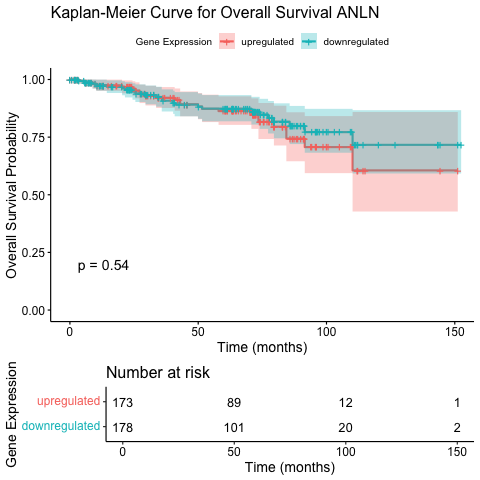 Kaplan-Meier Curve for Overall Survival ANLN
Gene Expression upregulated downregulated
Overall Survival Probability
1.00
0.75
0.50
0.25
0.00
p = 0.54
0 50 100 150
Time (months)
Number at risk
Gene Expression
upregulated 173 89 12 1
downregulated 178 101 20 2
0 50 100 150
Time (months)